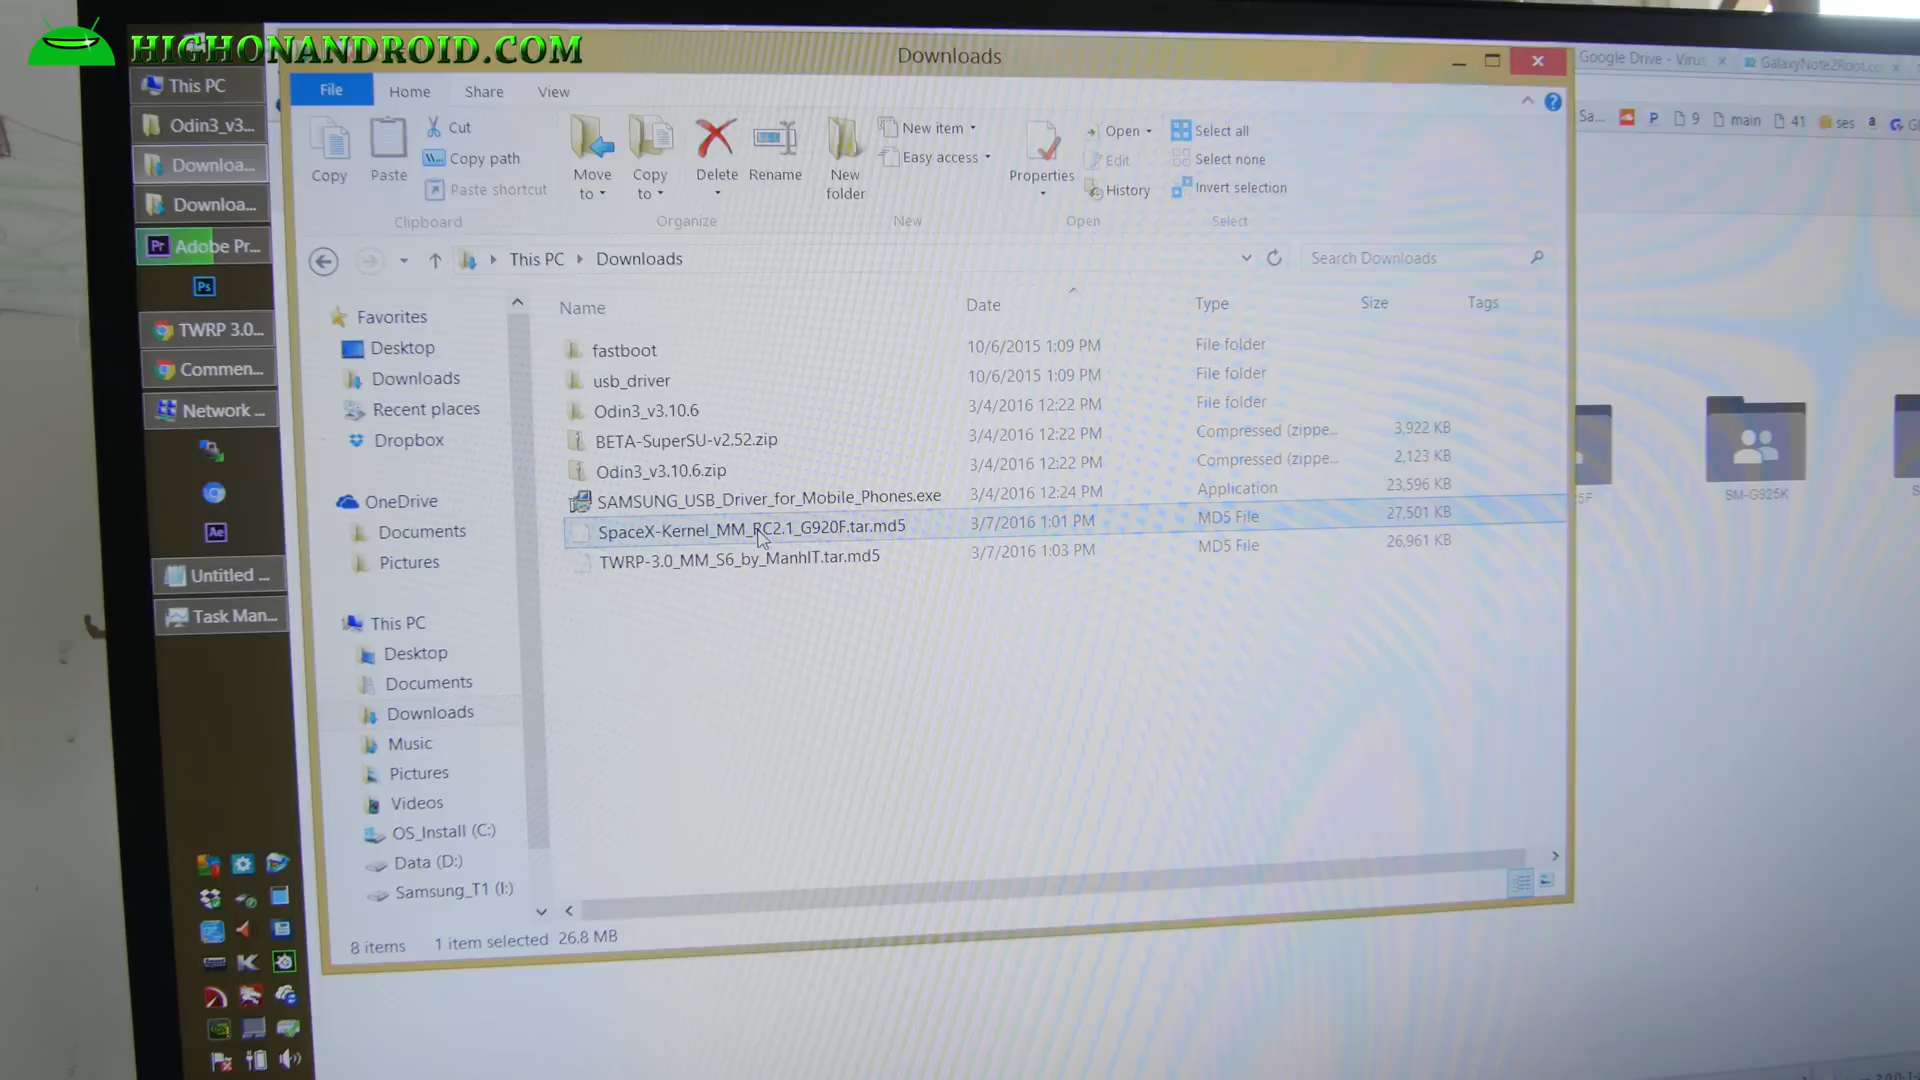 HIGHONANDROID.COM
Downloads
Google Drive - Virus
GalaxyNote2Root.c
This PC
Odin3_v3...
Downloa...
Downloa...
Adobe Pr...
Ps
TWRP 3.0...
Commen...
Network ...
Ae
Untitled ...
Task Man...
File Home Share View
Copy
Paste
Cut
Copy path
Paste shortcut
Clipboard
Move to
Copy to
Delete
Rename
Organize
New folder
New item
Easy access
New
Properties
Open
Edit
History
Open
Select all
Select none
Invert selection
Select
Sa...
9 main 41 ses
This PC Downloads
Search Downloads
Name Date Type Size Tags
fastboot 10/6/2015 1:09 PM File folder
usb_driver 10/6/2015 1:09 PM File folder
Odin3_v3.10.6 3/4/2016 12:22 PM File folder
BETA-SuperSU-v2.52.zip 3/4/2016 12:22 PM Compressed (zippe... 3,922 KB
Odin3_v3.10.6.zip 3/4/2016 12:22 PM Compressed (zippe... 2,123 KB
SAMSUNG_USB_Driver_for_Mobile_Phones.exe 3/4/2016 12:24 PM Application 23,596 KB
SpaceX-Kernel_MM_RC2.1_G920F.tar.md5 3/7/2016 1:01 PM MD5 File 27,501 KB
TWRP-3.0_MM_S6_by_ManhIT.tar.md5 3/7/2016 1:03 PM MD5 File 26,961 KB
Favorites
Desktop
Downloads
Recent places
Dropbox
OneDrive
Documents
Pictures
This PC
Desktop
Documents
Downloads
Music
Pictures
Videos
OS_Install (C:)
Data (D:)
Samsung_T1 (I:)
8 items 1 item selected 26.8 MB
SM-G925K